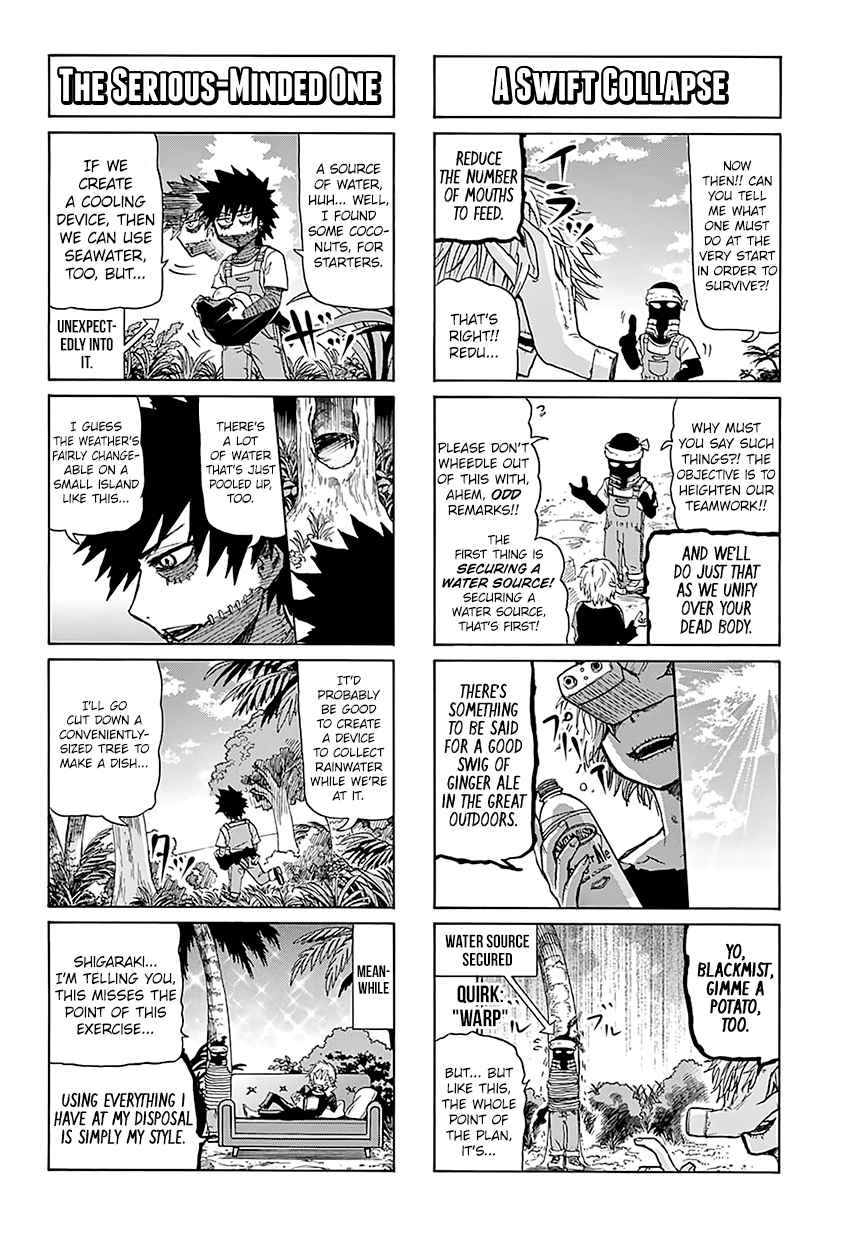 A SWIFT COLLAPSE
NOW
THEN!! CAN
YOU TELL
ME WHAT
ONE MUST
DO AT THE
VERY START
IN ORDER TO
SURVIVE?!
REDUCE
THE NUMBER
OF MOUTHS
TO FEED.
THAT'S
RIGHT!!
REDU...
WHY MUST
YOU SAY SUCH
THINGS?! THE
OBJECTIVE IS TO
HEIGHTEN OUR
TEAMWORK!!
PLEASE DON'T
WHEEDLE OUT
OF THIS WITH,
AHEM, ODD
REMARKS!!
THE
FIRST THING IS
SECURING A
WATER SOURCE!
SECURING A
WATER SOURCE,
THAT'S FIRST!
AND WE'LL
DO JUST THAT
AS WE UNIFY
OVER YOUR
DEAD BODY.
THERE'S
SOMETHING
TO BE SAID
FOR A GOOD
SWIG OF
GINGER ALE
IN THE GREAT
OUTDOORS.
YO,
BLACKMIST,
GIMME A
POTATO,
TOO.
WATER SOURCE
SECURED
QUIRK:
"WARP"
BUT... BUT
LIKE THIS,
THE WHOLE
POINT OF
THE PLAN,
IT'S...
THE SERIOUS-MINDED ONE
A SOURCE
OF WATER,
HUH... WELL,
I FOUND
SOME COCO-
NUTS, FOR
STARTERS.
IF WE
CREATE
A COOLING
DEVICE, THEN
WE CAN USE
SEAWATER,
TOO, BUT...
UNEXPECT-
EDLY INTO
IT.
THERE'S
A LOT
OF WATER
THAT'S JUST
POOLED UP,
TOO.
I GUESS
THE WEATHER'S
FAIRLY CHANGE-
ABLE ON A
SMALL ISLAND
LIKE THIS...
IT'D
PROBABLY
BE GOOD
TO CREATE
A DEVICE
TO COLLECT
RAINWATER
WHILE WE'RE
AT IT.
I'LL GO
CUT DOWN A
CONVENIENTLY-
SIZED TREE TO
MAKE A DISH...
MEAN-
WHILE
SHIGARAKI...
I'M TELLING YOU,
THIS MISSES THE
POINT OF THIS
EXERCISE...
USING EVERYTHING I
HAVE AT MY DISPOSAL
IS SIMPLY MY STYLE.